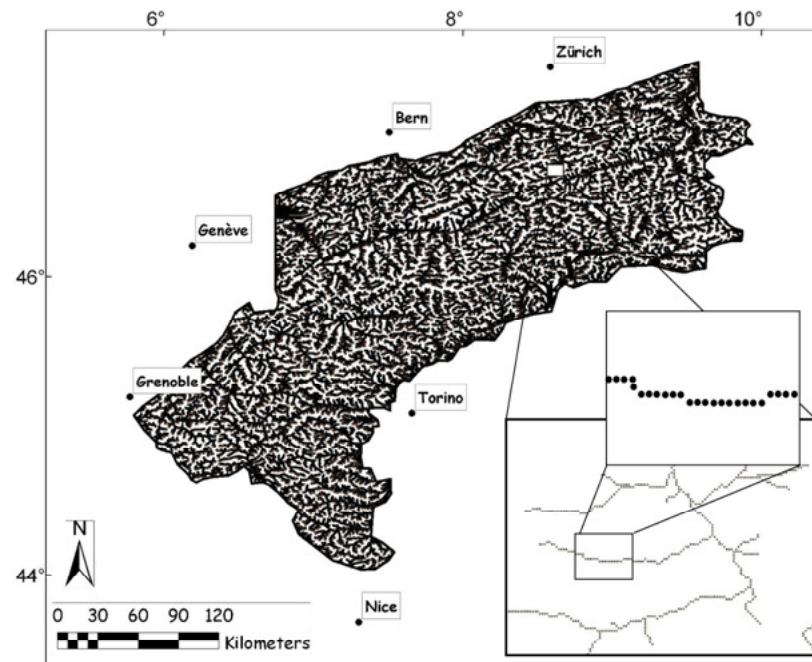 6° 8° 10°
Zürich
Bern
Genève
46°
Grenoble
Torino
N
44°
0 30 60 90 120
Kilometers
Nice